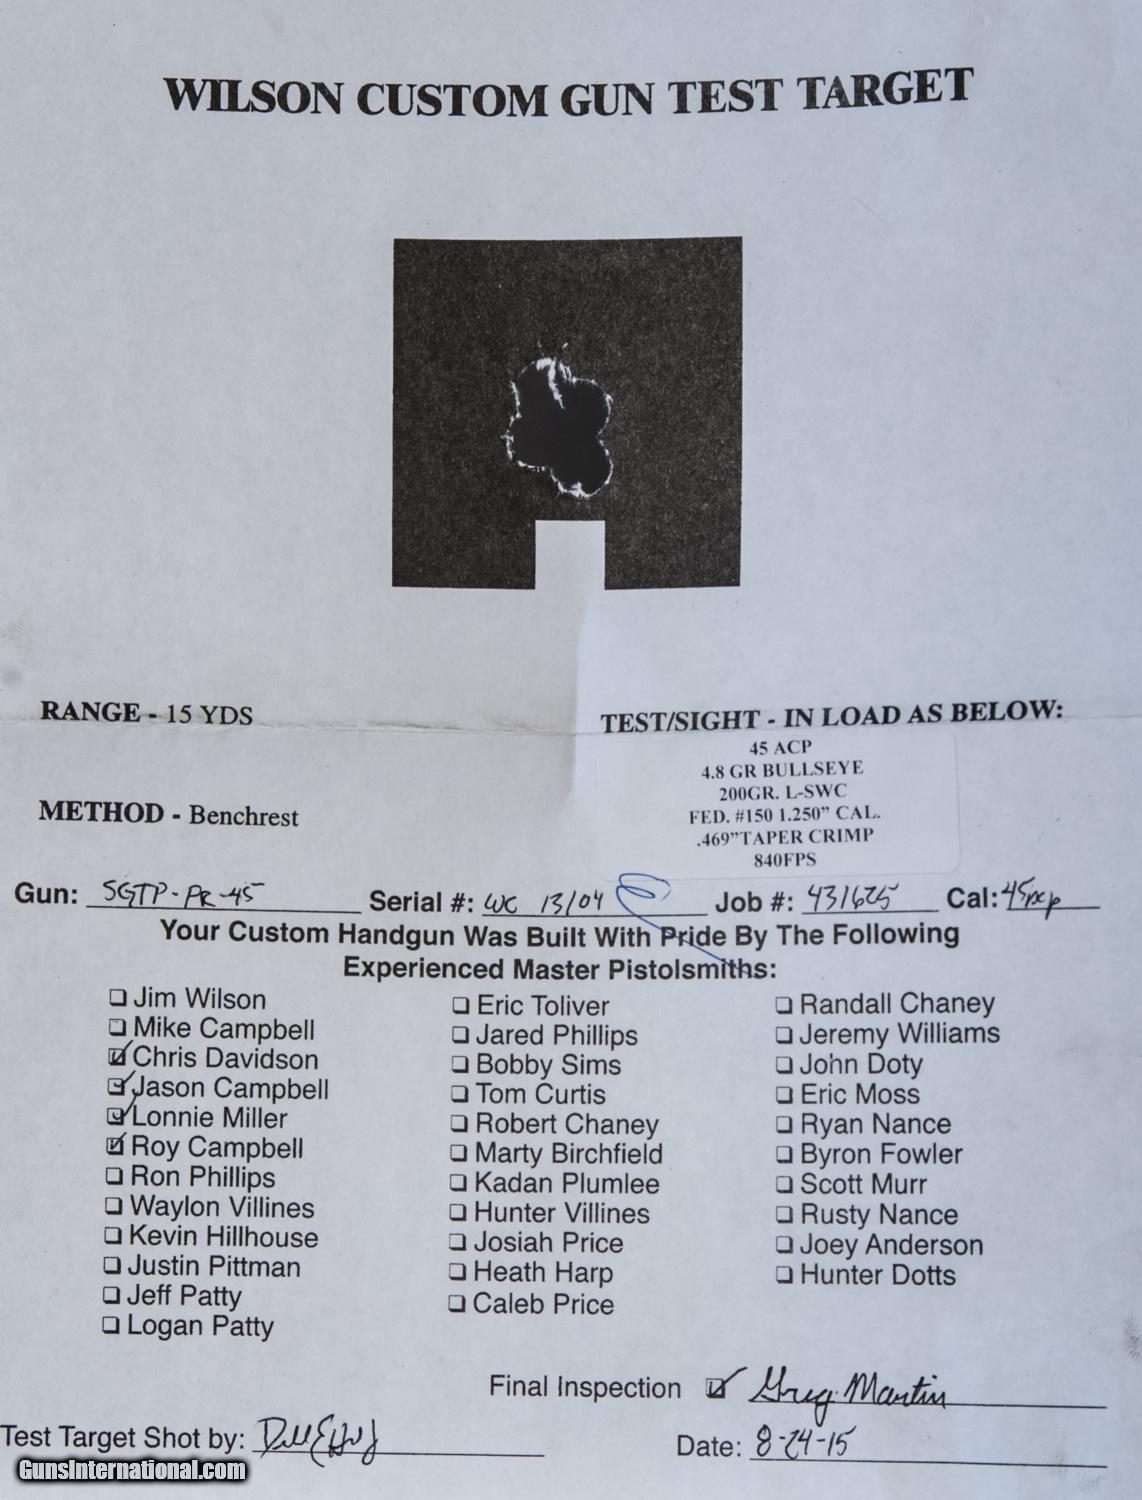 WILSON CUSTOM GUN TEST TARGET
RANGE - 15 YDS
TEST/SIGHT - IN LOAD AS BELOW:
45 ACP
4.8 GR BULLSEYE
200GR. L-SWC
FED. #150 1.250” CAL.
.469”TAPER CRIMP
840FPS
METHOD - Benchrest
Gun: SGTP-PR-45 Serial #: WC 13104 Job #: 431625 Cal: 45
Your Custom Handgun Was Built With Pride By The Following
Experienced Master Pistolsmiths:
Jim Wilson
Mike Campbell
Chris Davidson
Jason Campbell
Lonnie Miller
Roy Campbell
Ron Phillips
Waylon Villines
Kevin Hillhouse
Justin Pittman
Jeff Patty
Logan Patty
Eric Toliver
Jared Phillips
Bobby Sims
Tom Curtis
Robert Chaney
Marty Birchfield
Kadan Plumlee
Hunter Villines
Josiah Price
Heath Harp
Caleb Price
Randall Chaney
Jeremy Williams
John Doty
Eric Moss
Ryan Nance
Byron Fowler
Scott Murr
Rusty Nance
Joey Anderson
Hunter Dotts
Final Inspection Greg Martin
Test Target Shot by:
Date: 8-24-15
GunsInternational.com